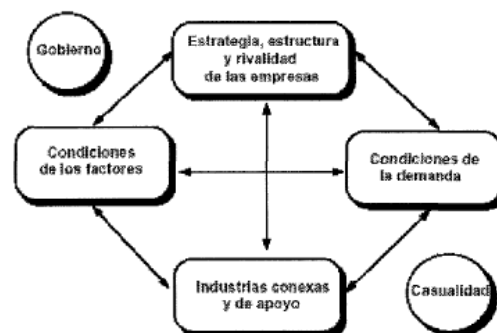 Gobierno
Estrategia, estructura
y rivalidad
de las empresas
Condiciones
de los factores
Condiciones de
la demanda
Industrias conexas
y de apoyo
Casualidad